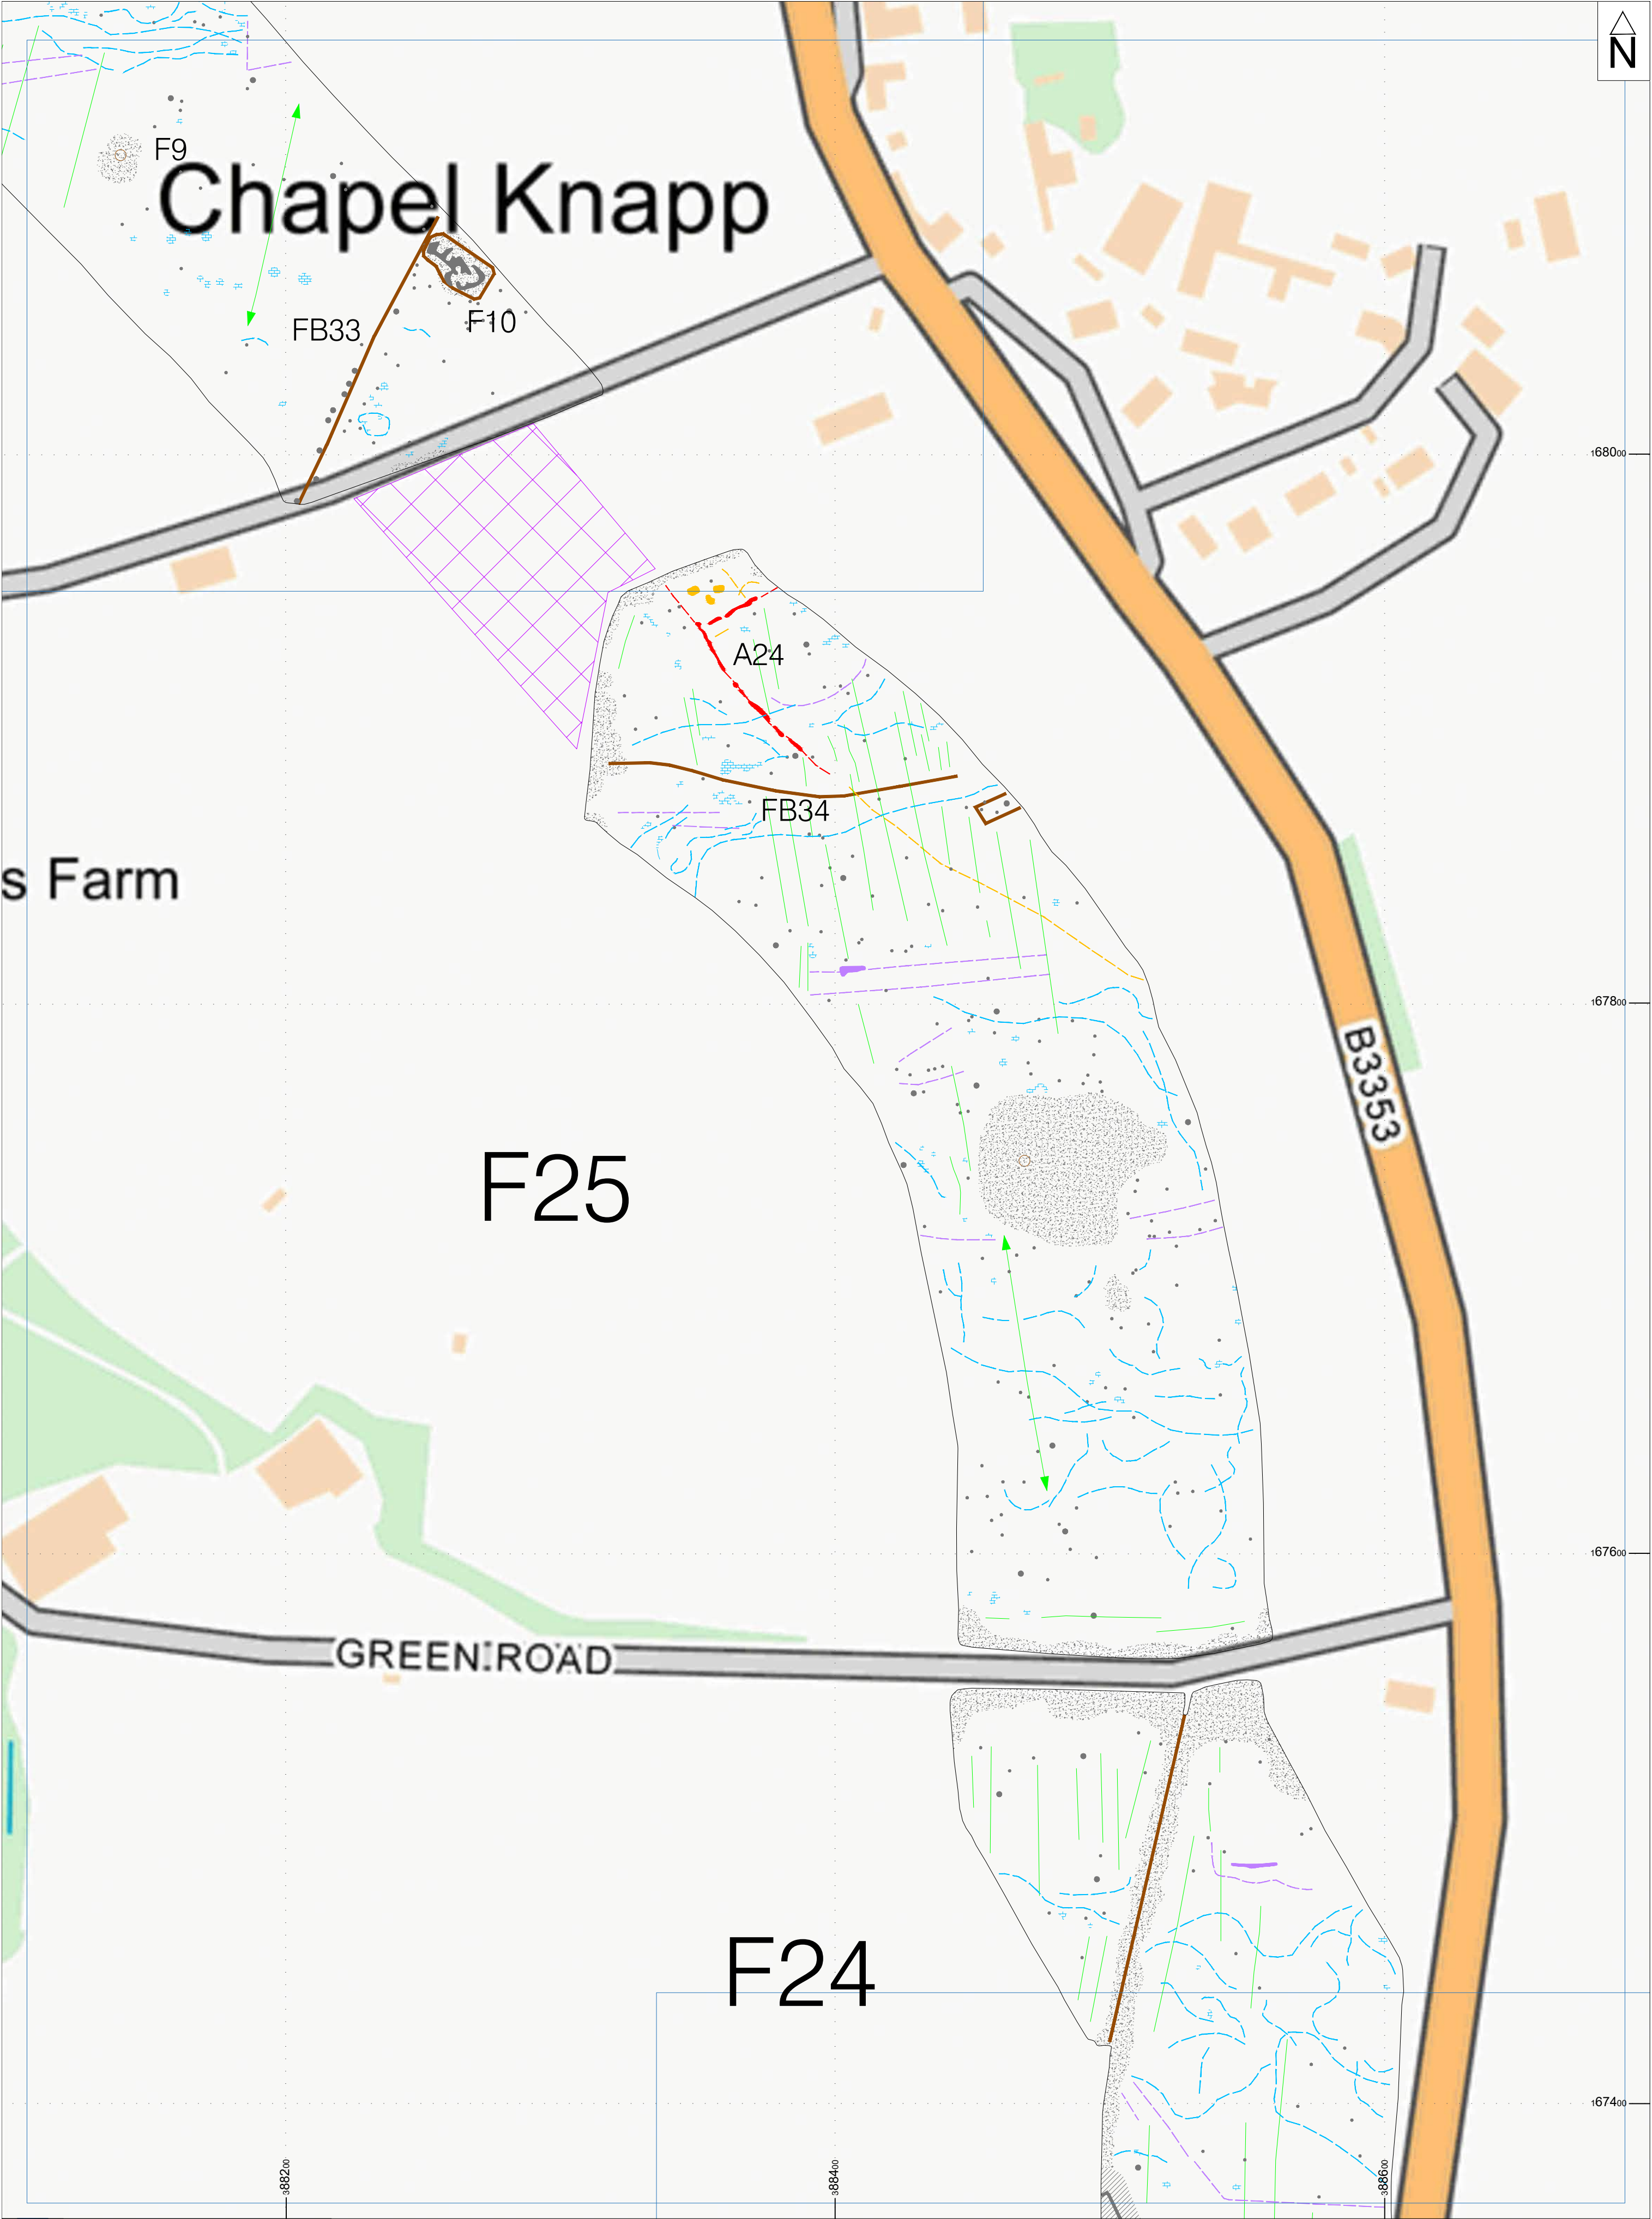 N
F9
Chapel Knapp
F10
FB33
168000
A24
FB34
s Farm
167800
B3353
F25
167600
GREEN ROAD
F24
167400
388200
388400
388600